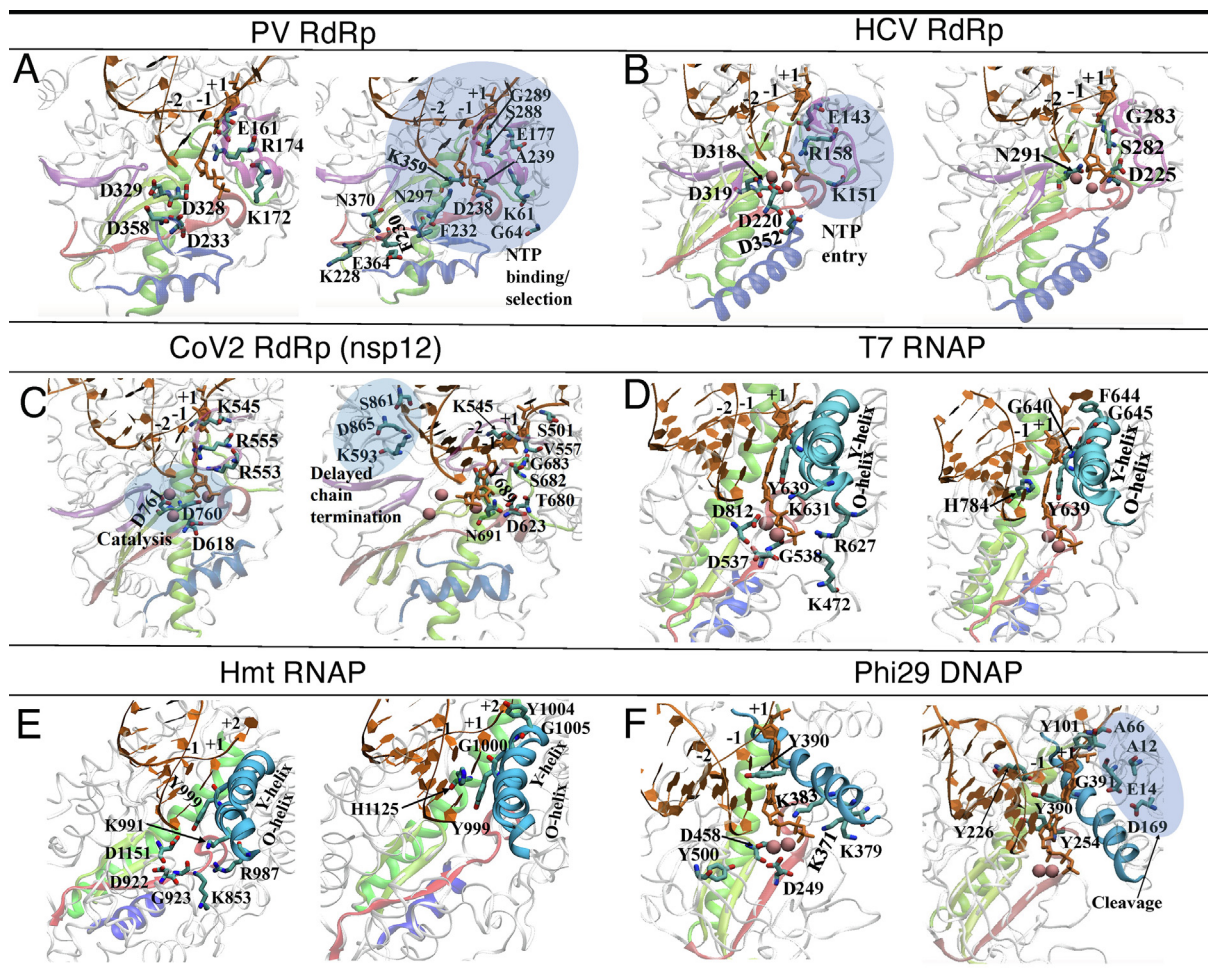 PV RdRp
HCV RdRp
A
-2
-1
+1
E161
R174
D329
D328
D358
D233
K172
-2
-1
+1
G289
S288
E177
A239
K359
N297
D238
N370
E232
K61
G64
E364
K228
NTP
binding/
selection
B
-2
-1
+1
E143
R158
D318
D319
K151
D220
D352
NTP
entry
+1
-2
-1
G283
S282
N291
D225
CoV2 RdRp (nsp12)
T7 RNAP
C
-2
-1
+1
K545
R555
R553
D761
D760
Catalysis
D618
S861
D865
K593
Delayed
chain
termination
K545
-2
-1
+1
S501
V557
G683
S682
Y689
T680
D623
N691
D
-2
-1
+1
Y-helix
O-helix
Y639
D812
K631
R627
D537
G538
K472
F644
G640
G645
-1
+1
Y-helix
O-helix
H784
Y639
Hmt RNAP
Phi29 DNAP
E
-1
+1
+2
Y999
Y-helix
O-helix
K991
D1151
D922
G923
K853
R987
+2
Y1004
+1
G1005
-1
G1000
Y-helix
O-helix
H1125
Y999
F
+1
-1
-2
Y390
K383
D458
Y500
K371
K379
D249
Y101
A66
A12
-1
+1
G391
E14
Y390
D169
Y226
Y254
Cleavage